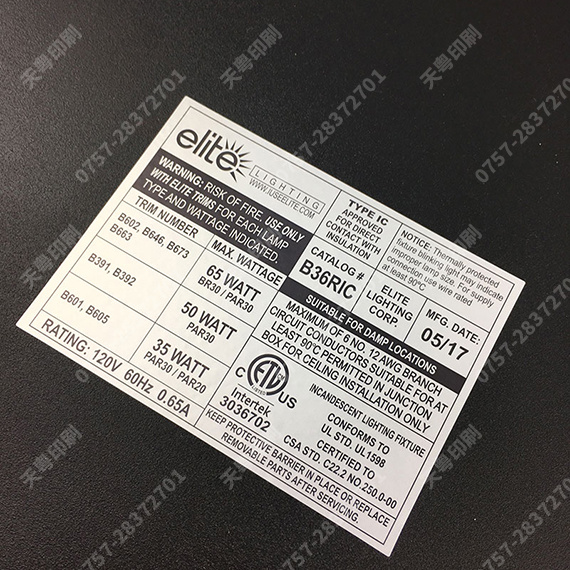 elite
LIGHTING
WWW.IUSEELITE.COM
WARNING: RISK OF FIRE. USE ONLY
WITH ELITE TRIMS FOR EACH LAMP
TYPE AND WATTAGE INDICATED.
TRIM NUMBER
MAX. WATTAGE
B602, B646, B673
B663
65 WATT
BR30 / PAR30
B391, B392
50 WATT
PAR30
B601, B605
35 WATT
PAR30 / PAR20
RATING: 120V 60Hz 0.65A
TYPE IC
APPROVED
FOR DIRECT
CONTACT WITH
INSULATION
NOTICE: Thermally protected
fixture blinking light may indicate
improper lamp size. For supply
connection use wire rated
at least 90°C
CATALOG #
B36RIC
ELITE
LIGHTING
CORP.
MFG. DATE:
05/17
SUITABLE FOR DAMP LOCATIONS
MAXIMUM OF 6 NO. 12 AWG BRANCH
CIRCUIT CONDUCTORS SUITABLE FOR AT
LEAST 90°C PERMITTED IN JUNCTION
BOX FOR CEILING INSTALLATION ONLY
C ETL US
Intertek
3036702
INCANDESCENT LIGHTING FIXTURE
CONFORMS TO
UL STD. UL1598
CERTIFIED TO
CSA STD. C22.2 NO.250.0-00
KEEP PROTECTIVE BARRIER IN PLACE OR REPLACE
REMOVABLE PARTS AFTER SERVICING.
天粤印刷
0757-28372701